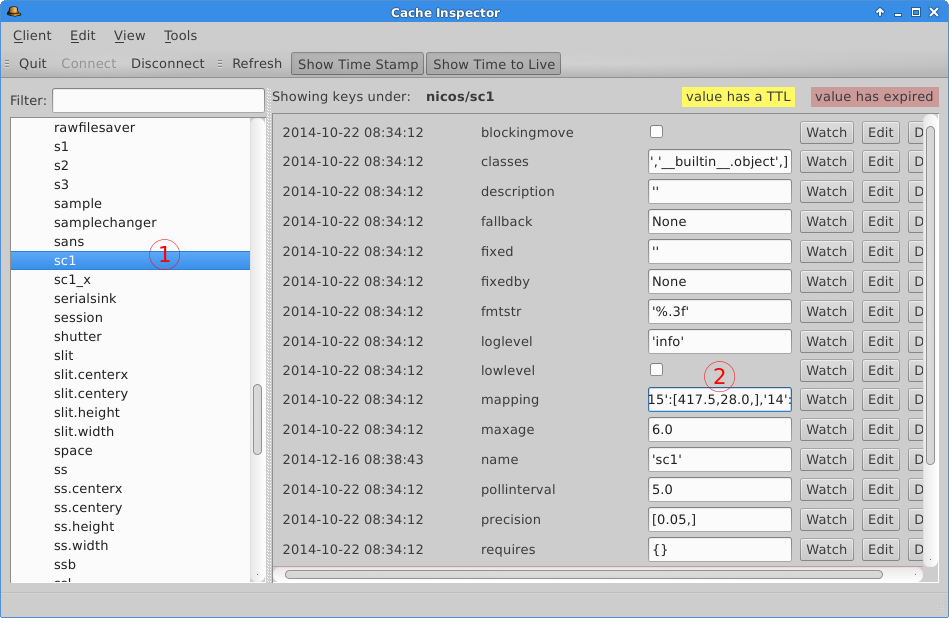 Cache Inspector
Client Edit View Tools
Quit Connect Disconnect Refresh Show Time Stamp Show Time to Live
Filter:
rawfilesaver
s1
s2
s3
sample
samplechanger
sans
sc1
1
sc1_x
serialsink
session
shutter
slit
slit.centerx
slit.centery
slit.height
slit.width
space
ss
ss.centerx
ss.centery
ss.height
ss.width
ssb
Showing keys under: nicos/sc1 value has a TTL value has expired
2014-10-22 08:34:12 blockingmove Watch Edit D
2014-10-22 08:34:12 classes ','__builtin__.object',] Watch Edit D
2014-10-22 08:34:12 description '' Watch Edit D
2014-10-22 08:34:12 fallback None Watch Edit D
2014-10-22 08:34:12 fixed '' Watch Edit D
2014-10-22 08:34:12 fixedby None Watch Edit D
2014-10-22 08:34:12 fmtstr '%.3f' Watch Edit D
2014-10-22 08:34:12 loglevel 'info' Watch Edit D
2014-10-22 08:34:12 lowlevel Watch Edit D
2
2014-10-22 08:34:12 mapping 15':[417.5,28.0,],'14': Watch Edit D
2014-10-22 08:34:12 maxage 6.0 Watch Edit D
2014-12-16 08:38:43 name 'sc1' Watch Edit D
2014-10-22 08:34:12 pollinterval 5.0 Watch Edit D
2014-10-22 08:34:12 precision [0.05,] Watch Edit D
2014-10-22 08:34:12 requires {} Watch Edit D